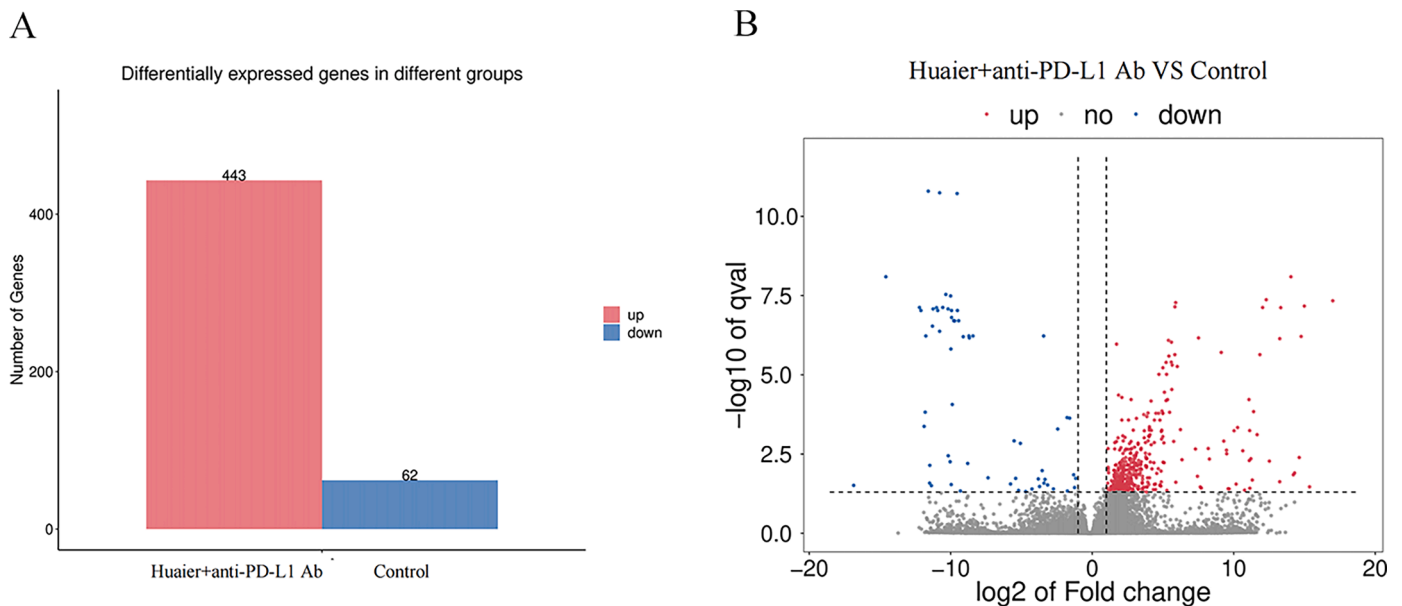 A
Differentially expressed genes in different groups
Number of Genes
400
200
0
443
62
up
down
Huaier+anti-PD-L1 Ab
Control
B
Huaier+anti-PD-L1 Ab VS Control
up no down
−log10 of qval
10.0
7.5
5.0
2.5
0.0
−20 −10 0 10 20
log2 of Fold change